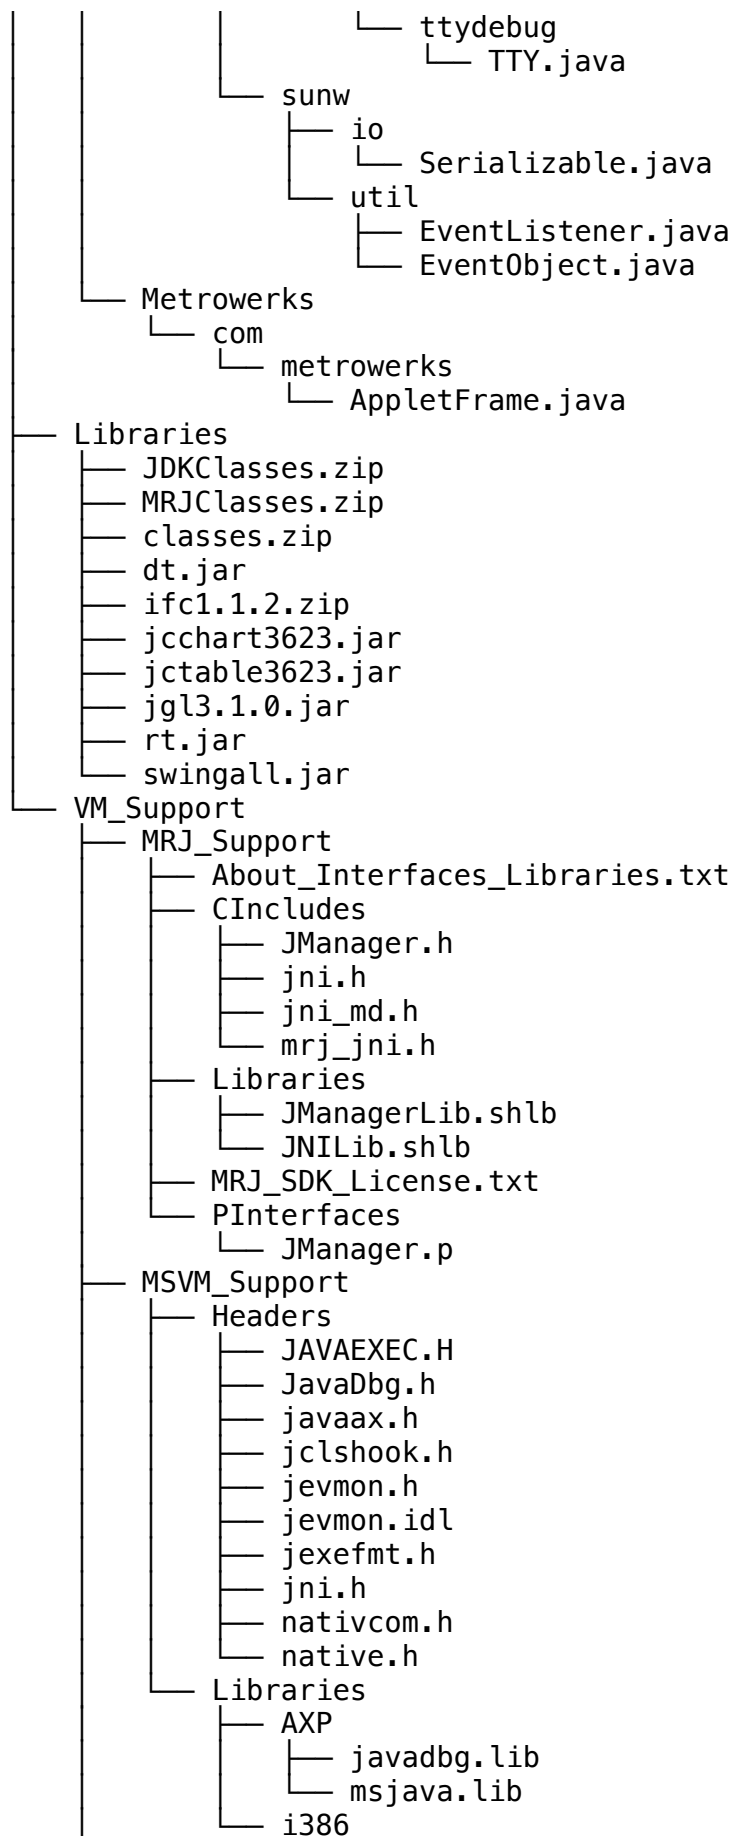 │   │   │       └── ttydebug
│   │   │           └── TTY.java
│   │   └── sunw
│   │       ├── io
│   │       │   └── Serializable.java
│   │       └── util
│   │           ├── EventListener.java
│   │           └── EventObject.java
│   └── Metrowerks
│       └── com
│           └── metrowerks
│               └── AppletFrame.java
├── Libraries
│   ├── JDKClasses.zip
│   ├── MRJClasses.zip
│   ├── classes.zip
│   ├── dt.jar
│   ├── ifc1.1.2.zip
│   ├── jcchart3623.jar
│   ├── jctable3623.jar
│   ├── jgl3.1.0.jar
│   ├── rt.jar
│   └── swingall.jar
└── VM_Support
    ├── MRJ_Support
    │   ├── About_Interfaces_Libraries.txt
    │   ├── CIncludes
    │   │   ├── JManager.h
    │   │   ├── jni.h
    │   │   ├── jni_md.h
    │   │   └── mrj_jni.h
    │   ├── Libraries
    │   │   ├── JManagerLib.shlb
    │   │   └── JNILib.shlb
    │   ├── MRJ_SDK_License.txt
    │   └── PInterfaces
    │       └── JManager.p
    ├── MSVM_Support
    │   ├── Headers
    │   │   ├── JAVAEXEC.H
    │   │   ├── JavaDbg.h
    │   │   ├── javaax.h
    │   │   ├── jclshook.h
    │   │   ├── jevmon.h
    │   │   ├── jevmon.idl
    │   │   ├── jexefmt.h
    │   │   ├── jni.h
    │   │   ├── nativcom.h
    │   │   └── native.h
    │   └── Libraries
    │       ├── AXP
    │       │   ├── javadbg.lib
    │       │   └── msjava.lib
    │       └── i386